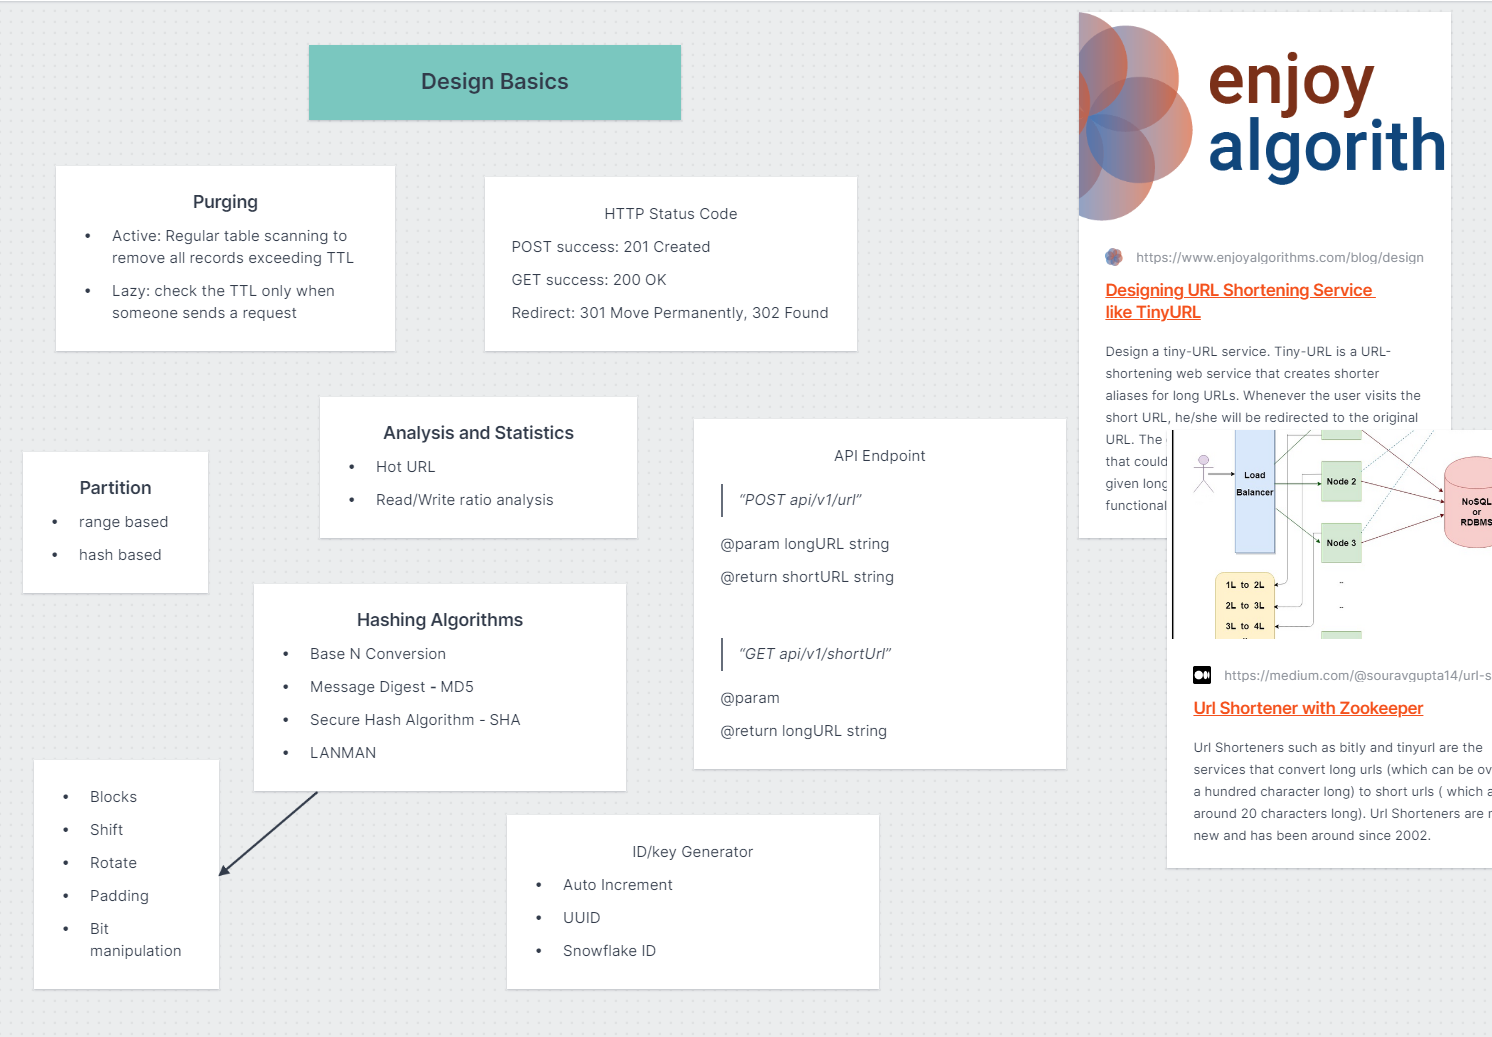 Design Basics
Purging
• Active: Regular table scanning to
remove all records exceeding TTL
• Lazy: check the TTL only when
someone sends a request
HTTP Status Code
POST success: 201 Created
GET success: 200 OK
Redirect: 301 Move Permanently, 302 Found
Analysis and Statistics
• Hot URL
• Read/Write ratio analysis
Partition
• range based
• hash based
Hashing Algorithms
• Base N Conversion
• Message Digest - MD5
• Secure Hash Algorithm - SHA
• LANMAN
• Blocks
• Shift
• Rotate
• Padding
• Bit
manipulation
API Endpoint
“POST api/v1/url”
@param longURL string
@return shortURL string
“GET api/v1/shortUrl”
@param
@return longURL string
ID/key Generator
• Auto Increment
• UUID
• Snowflake ID
enjoy
algorith
https://www.enjoyalgorithms.com/blog/design
Designing URL Shortening Service
like TinyURL
Design a tiny-URL service. Tiny-URL is a URL-
shortening web service that creates shorter
aliases for long URLs. Whenever the user visits the
short URL, he/she will be redirected to the original
URL. The
that could
given long
functional
Load
Balancer
Node 2
Node 3
NoSQL
or
RDBMS
1L to 2L
2L to 3L
3L to 4L
https://medium.com/@souravgupta14/url-s
Url Shortener with Zookeeper
Url Shorteners such as bitly and tinyurl are the
services that convert long urls (which can be ov
a hundred character long) to short urls ( which a
around 20 characters long). Url Shorteners are
new and has been around since 2002.